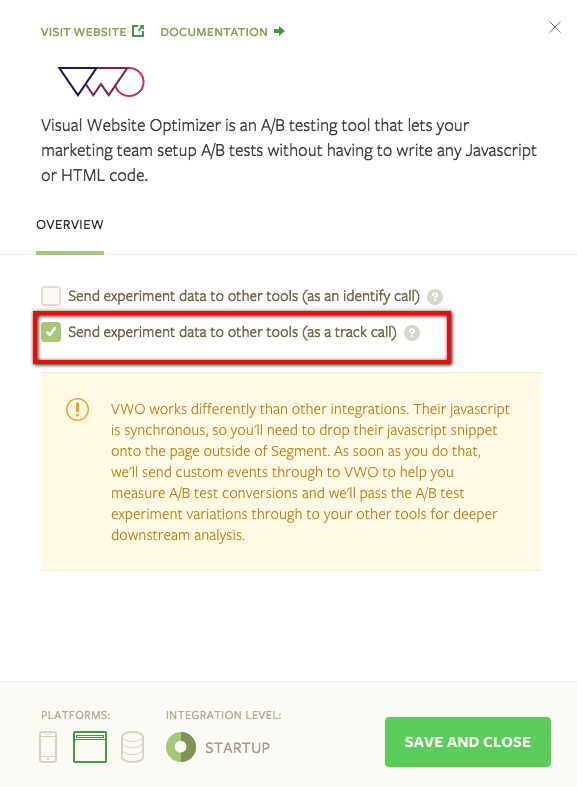 VISIT WEBSITE DOCUMENTATION
VWO
Visual Website Optimizer is an A/B testing tool that lets your
marketing team setup A/B tests without having to write any Javascript
or HTML code.
OVERVIEW
Send experiment data to other tools (as an identify call) ?
Send experiment data to other tools (as a track call) ?
VWO works differently than other integrations. Their javascript
is synchronous, so you'll need to drop their javascript snippet
onto the page outside of Segment. As soon as you do that,
we'll send custom events through to VWO to help you
measure A/B test conversions and we'll pass the A/B test
experiment variations through to your other tools for deeper
downstream analysis.
PLATFORMS: INTEGRATION LEVEL:
STARTUP
SAVE AND CLOSE